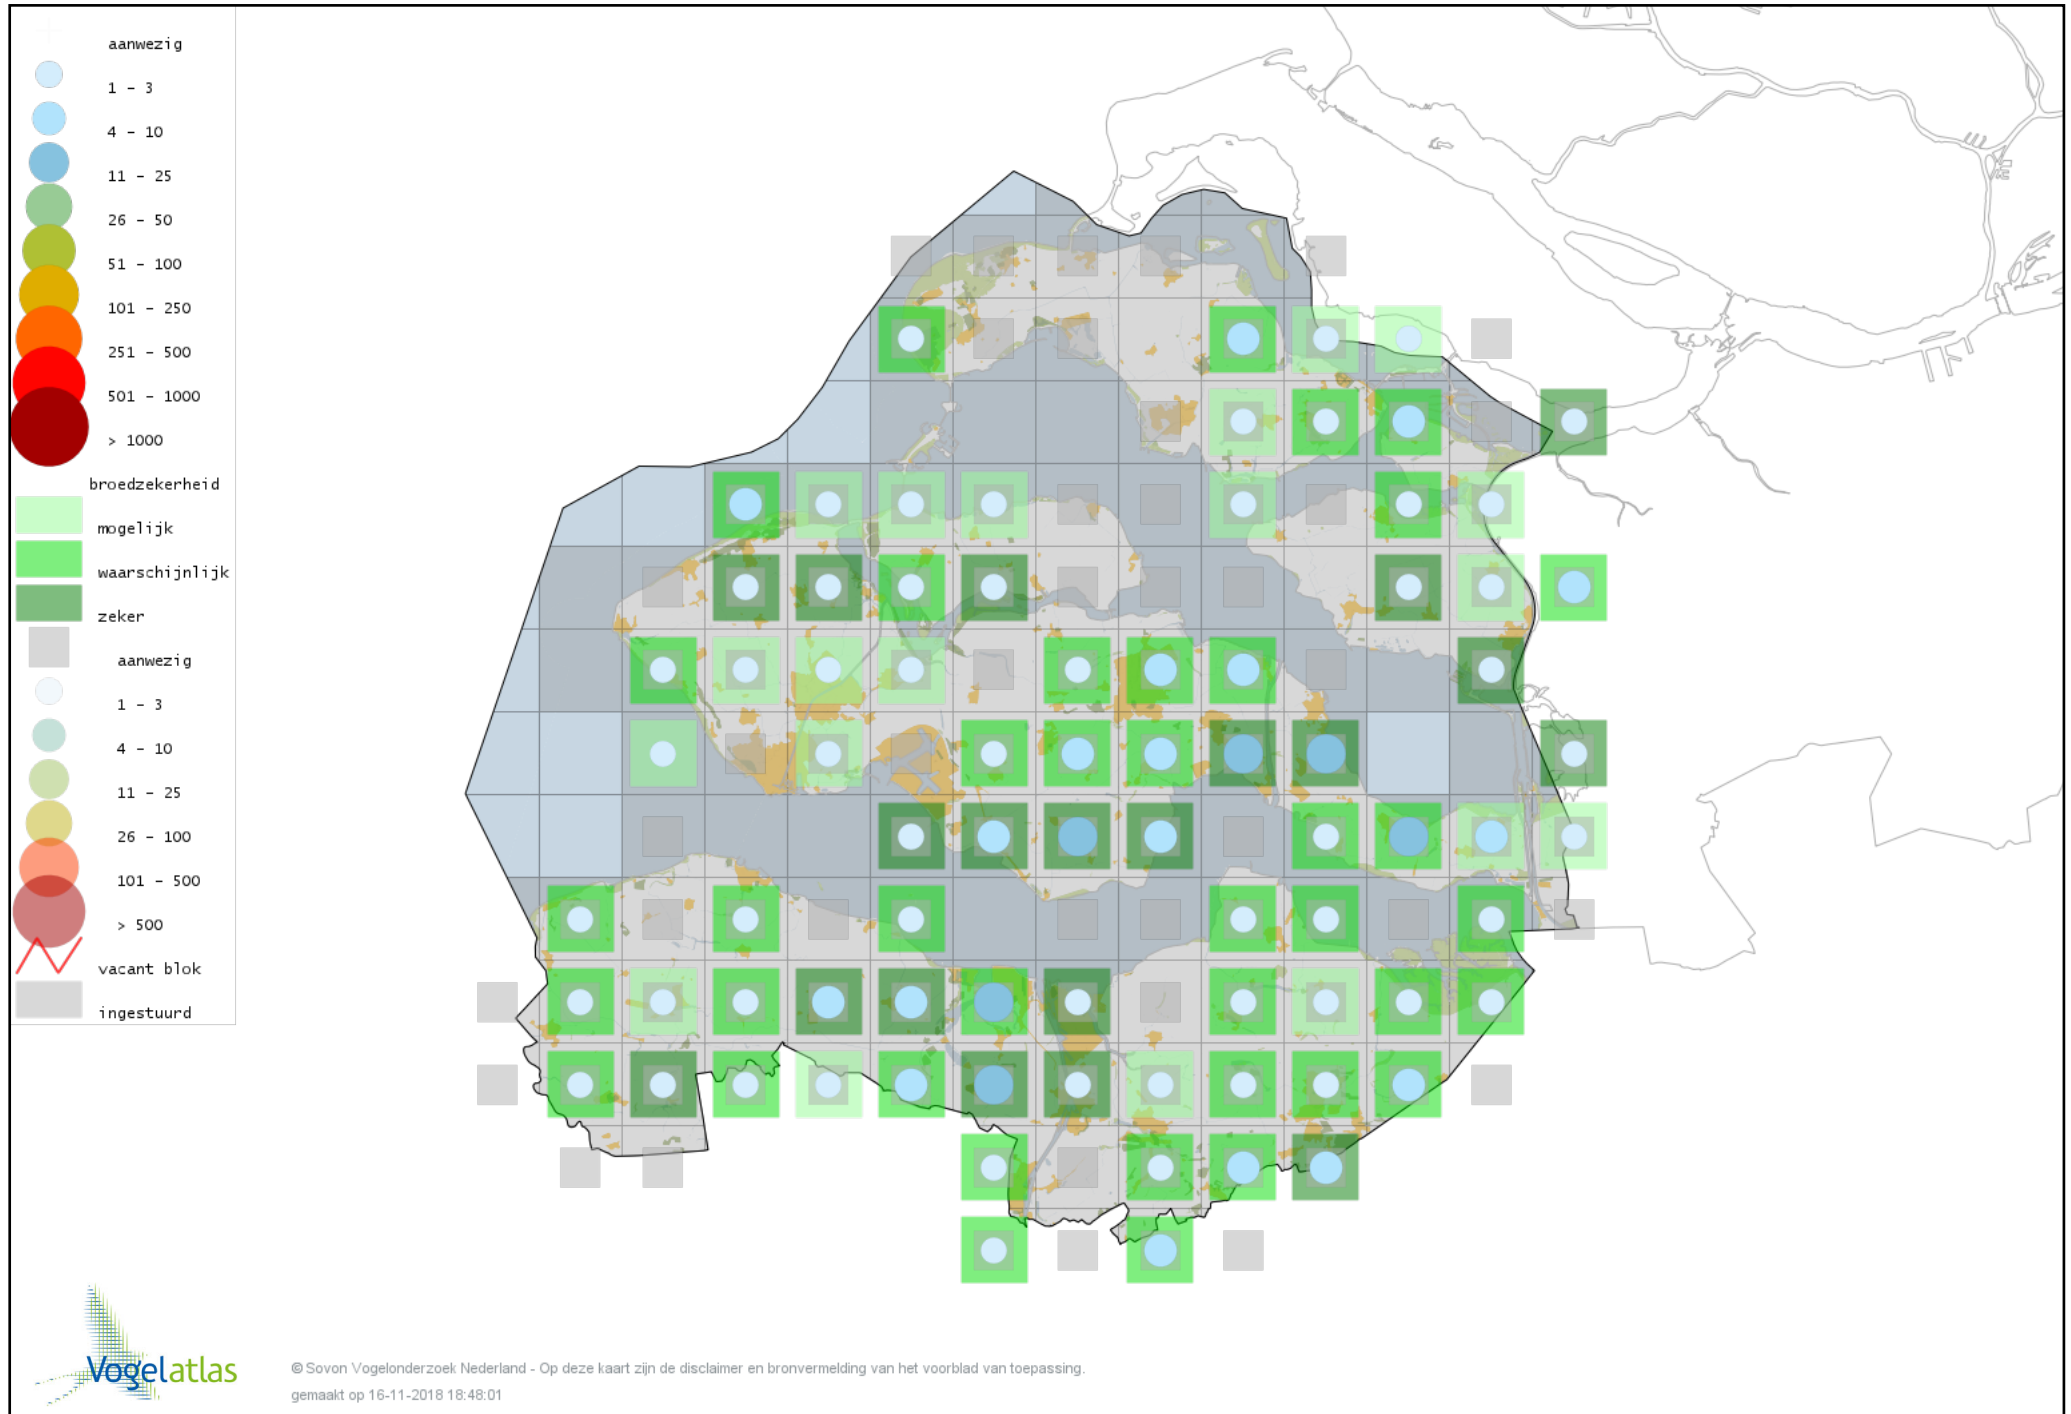 aanwezig
1 - 3
4 - 10
11 - 25
26 - 50
51 - 100
101 - 250
251 - 500
501 - 1000
> 1000
broedzekerheid
mogelijk
waarschijnlijk
zeker
aanwezig
1 - 3
4 - 10
11 - 25
26 - 100
101 - 500
> 500
vacant blok
ingestuurd
Vogelatlas
© Sovon Vogelonderzoek Nederland - Op deze kaart zijn de disclaimer en bronvermelding van het voorblad van toepassing.
gemaakt op 16-11-2018 18:48:01